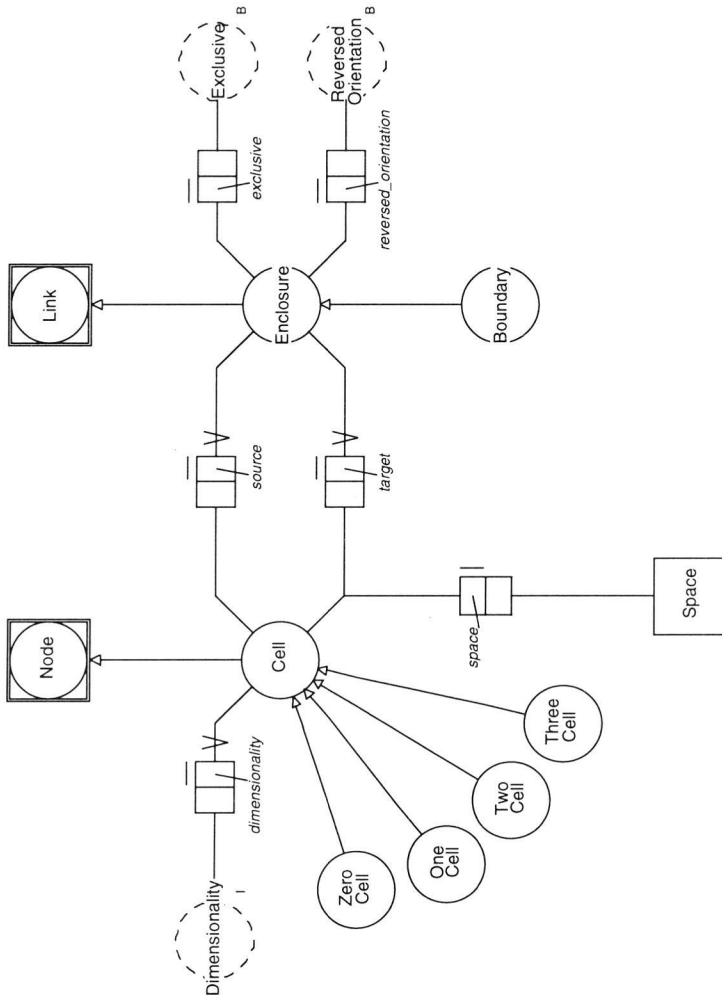 Node
Link
Dimensionality
I
dimensionality
Cell
source
target
Enclosure
exclusive
Exclusive
B
reversed_orientation
Reversed
Orientation
B
Zero
Cell
One
Cell
Two
Cell
Three
Cell
space
Space
Boundary